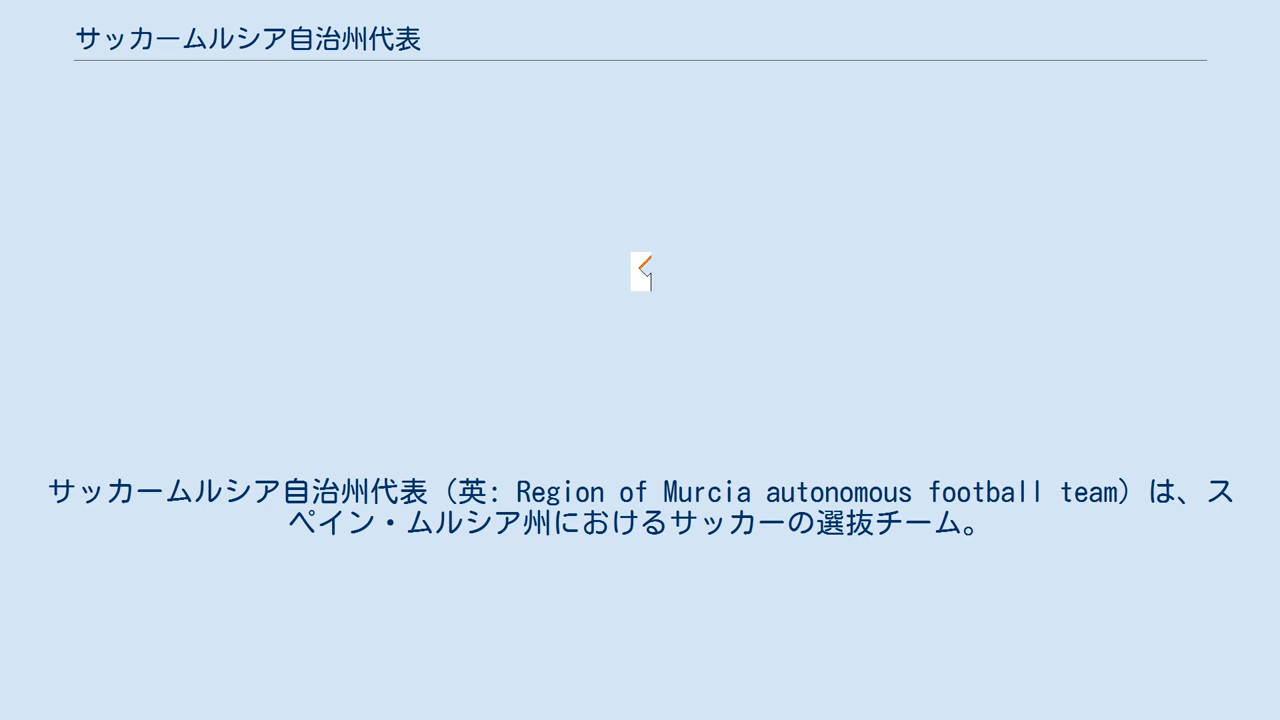 サッカームルシア自治州代表
サッカームルシア自治州代表（英: Region of Murcia autonomous football team）は、ス
ペイン・ムルシア州におけるサッカーの選抜チーム。